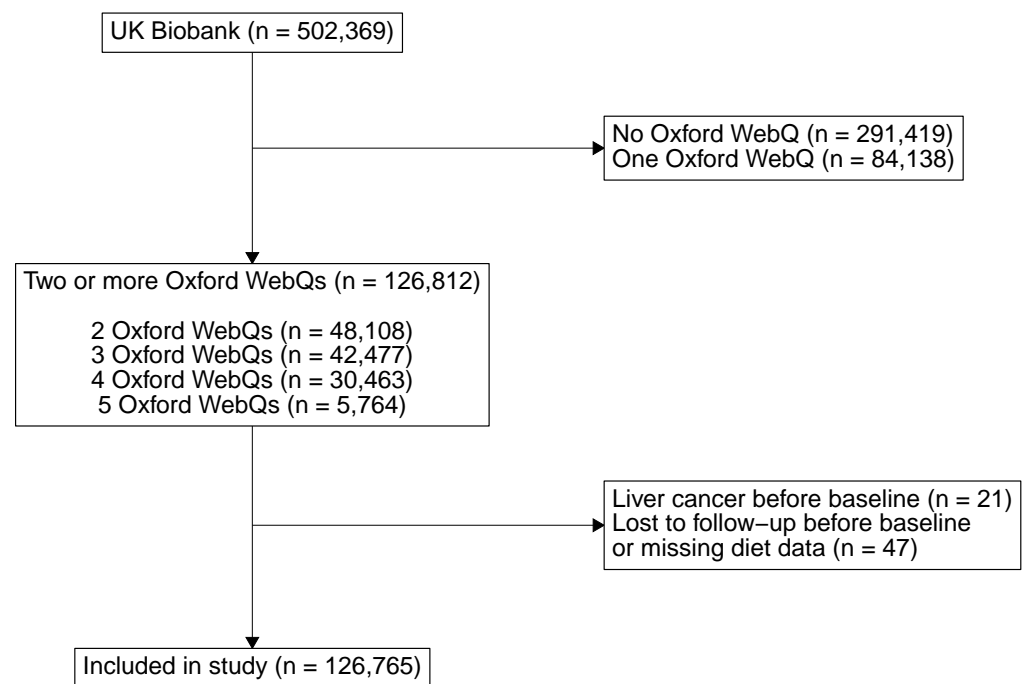 UK Biobank (n = 502,369)
No Oxford WebQ (n = 291,419)
One Oxford WebQ (n = 84,138)
Two or more Oxford WebQs (n = 126,812)
2 Oxford WebQs (n = 48,108)
3 Oxford WebQs (n = 42,477)
4 Oxford WebQs (n = 30,463)
5 Oxford WebQs (n = 5,764)
Liver cancer before baseline (n = 21)
Lost to follow−up before baseline
or missing diet data (n = 47)
Included in study (n = 126,765)